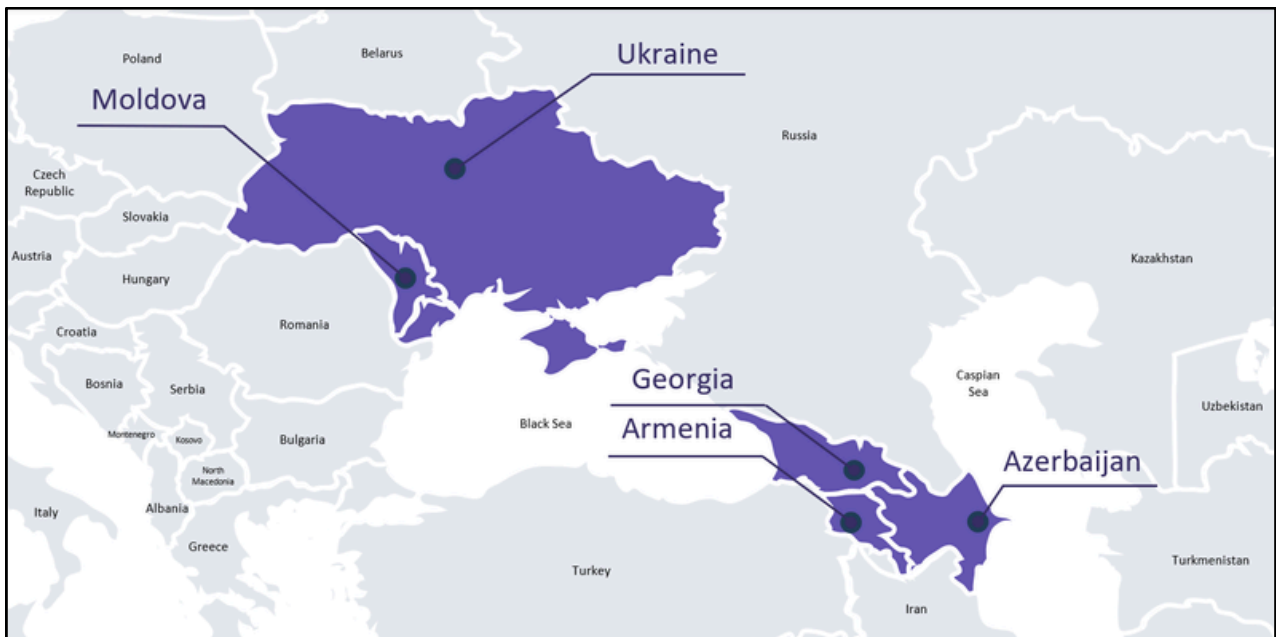 Ukraine
Belarus
Poland
Moldova
Russia
Czech
Republic
Slovakia
Austria
Hungary
Kazakhstan
Croatia
Romania
Bosnia
Serbia
Georgia
Caspian
Sea
Uzbekistan
Montenegro
Kosovo
Bulgaria
Black Sea
Armenia
Azerbaijan
North
Macedonia
Albania
Italy
Greece
Turkey
Turkmenistan
Iran